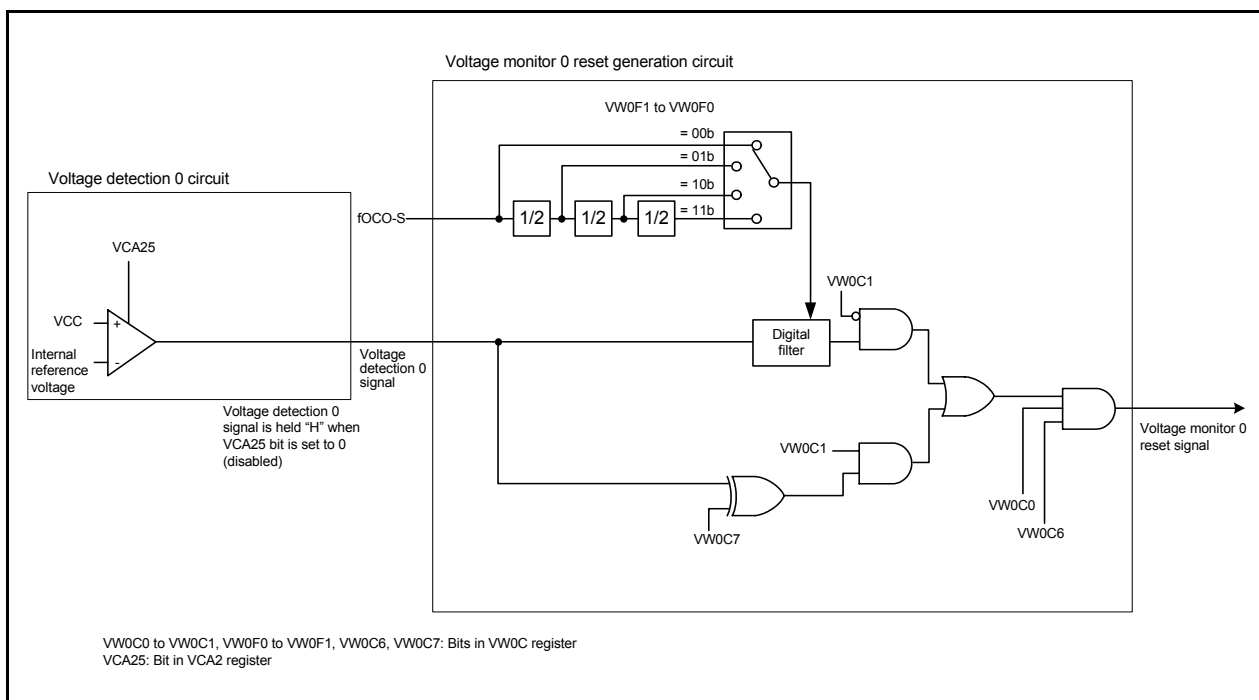 Voltage monitor 0 reset generation circuit
VW0F1 to VW0F0
= 00b
= 01b
= 10b
= 11b
Voltage detection 0 circuit
fOCO-S
1/2
1/2
1/2
VCA25
VW0C1
VCC
+
-
Internal
reference
voltage
Voltage
detection 0
signal
Digital
filter
Voltage detection 0
signal is held “H” when
VCA25 bit is set to 0
(disabled)
VW0C1
Voltage monitor 0
reset signal
VW0C0
VW0C6
VW0C7
VW0C0 to VW0C1, VW0F0 to VW0F1, VW0C6, VW0C7: Bits in VW0C register
VCA25: Bit in VCA2 register